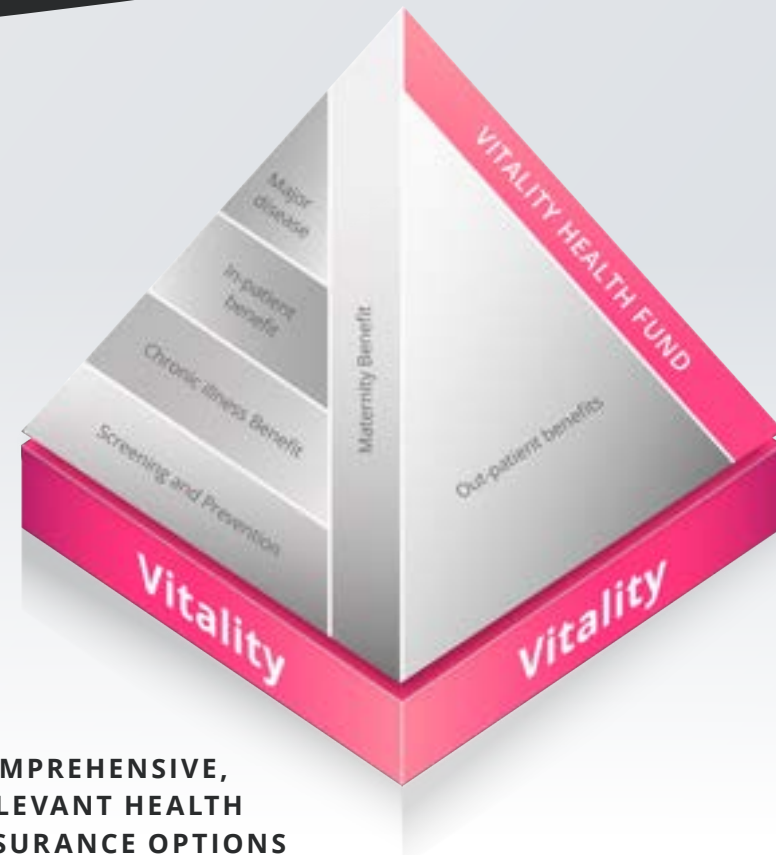 Major
disease
In-patient
benefit
Chronic illness Benefit
Screening and Prevention
Maternity Benefit
VITALITY HEALTH FUND
Out-patient benefits
Vitality
Vitality
MPREHENSIVE,
LEVANT HEALTH
SURANCE OPTIONS